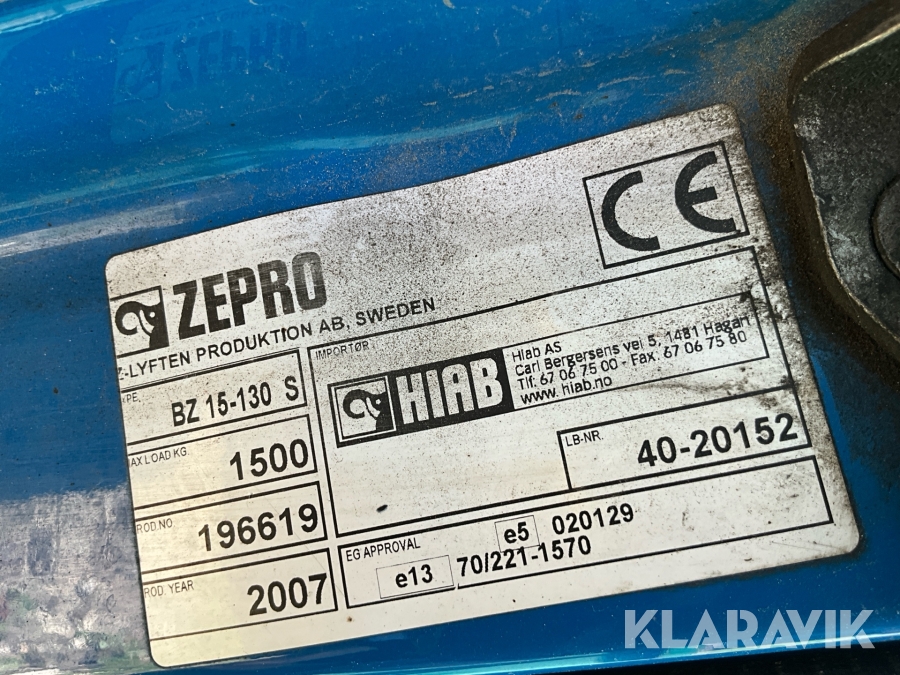 ZEPRO
CE
ZEPRO
Z-LYFTEN PRODUKTION AB, SWEDEN
YPE
BZ 15-130 S
AX LOAD KG.
1500
ROD.NO
196619
ROD. YEAR
2007
IMPORTØR
HIAB
Hiab AS
Carl Bergersens vei 5, 1481 Hagan
Tlf: 67 06 75 00 - Fax: 67 06 75 80
www. hiab.no
LB-NR.
40-20152
EG APPROVAL
e5 020129
e13 70/221-1570
KLARAVIK